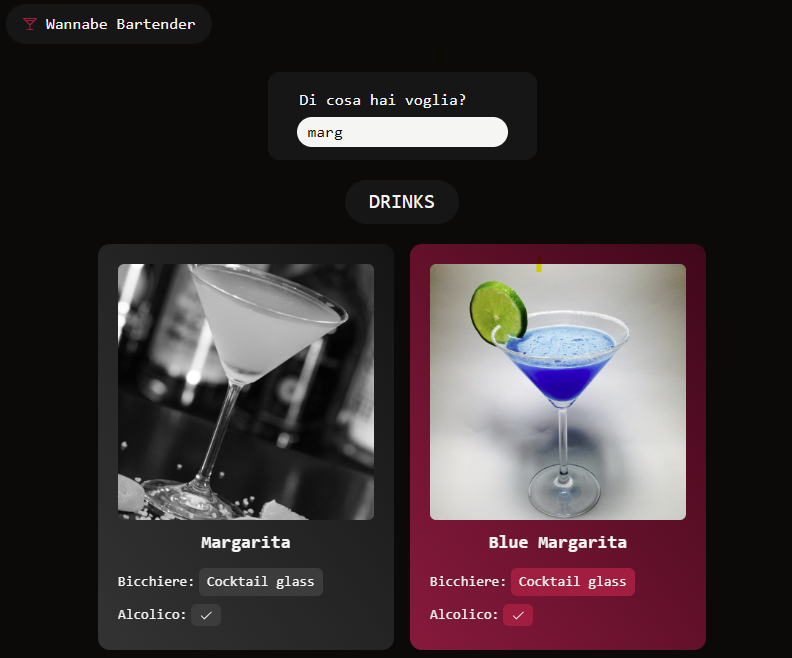 Wannabe Bartender
Di cosa hai voglia?
marg
DRINKS
Margarita
Bicchiere: Cocktail glass
Alcolico: ✓
Blue Margarita
Bicchiere: Cocktail glass
Alcolico: ✓